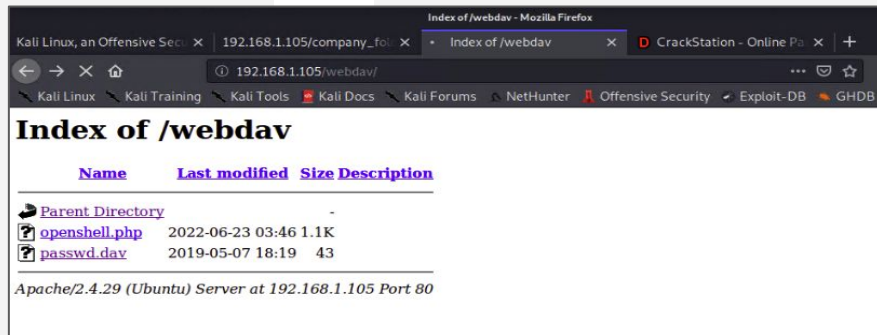 Index of /webdav - Mozilla Firefox
Kali Linux, an Offensive Secu 192.168.1.105/company_fol Index of /webdav CrackStation - Online Pa
192.168.1.105/webdav/
Kali Linux Kali Training Kali Tools Kali Docs Kali Forums NetHunter Offensive Security Exploit-DB GHDB
Index of /webdav
Name Last modified Size Description
Parent Directory -
openshell.php 2022-06-23 03:46 1.1K
passwd.dav 2019-05-07 18:19 43
Apache/2.4.29 (Ubuntu) Server at 192.168.1.105 Port 80